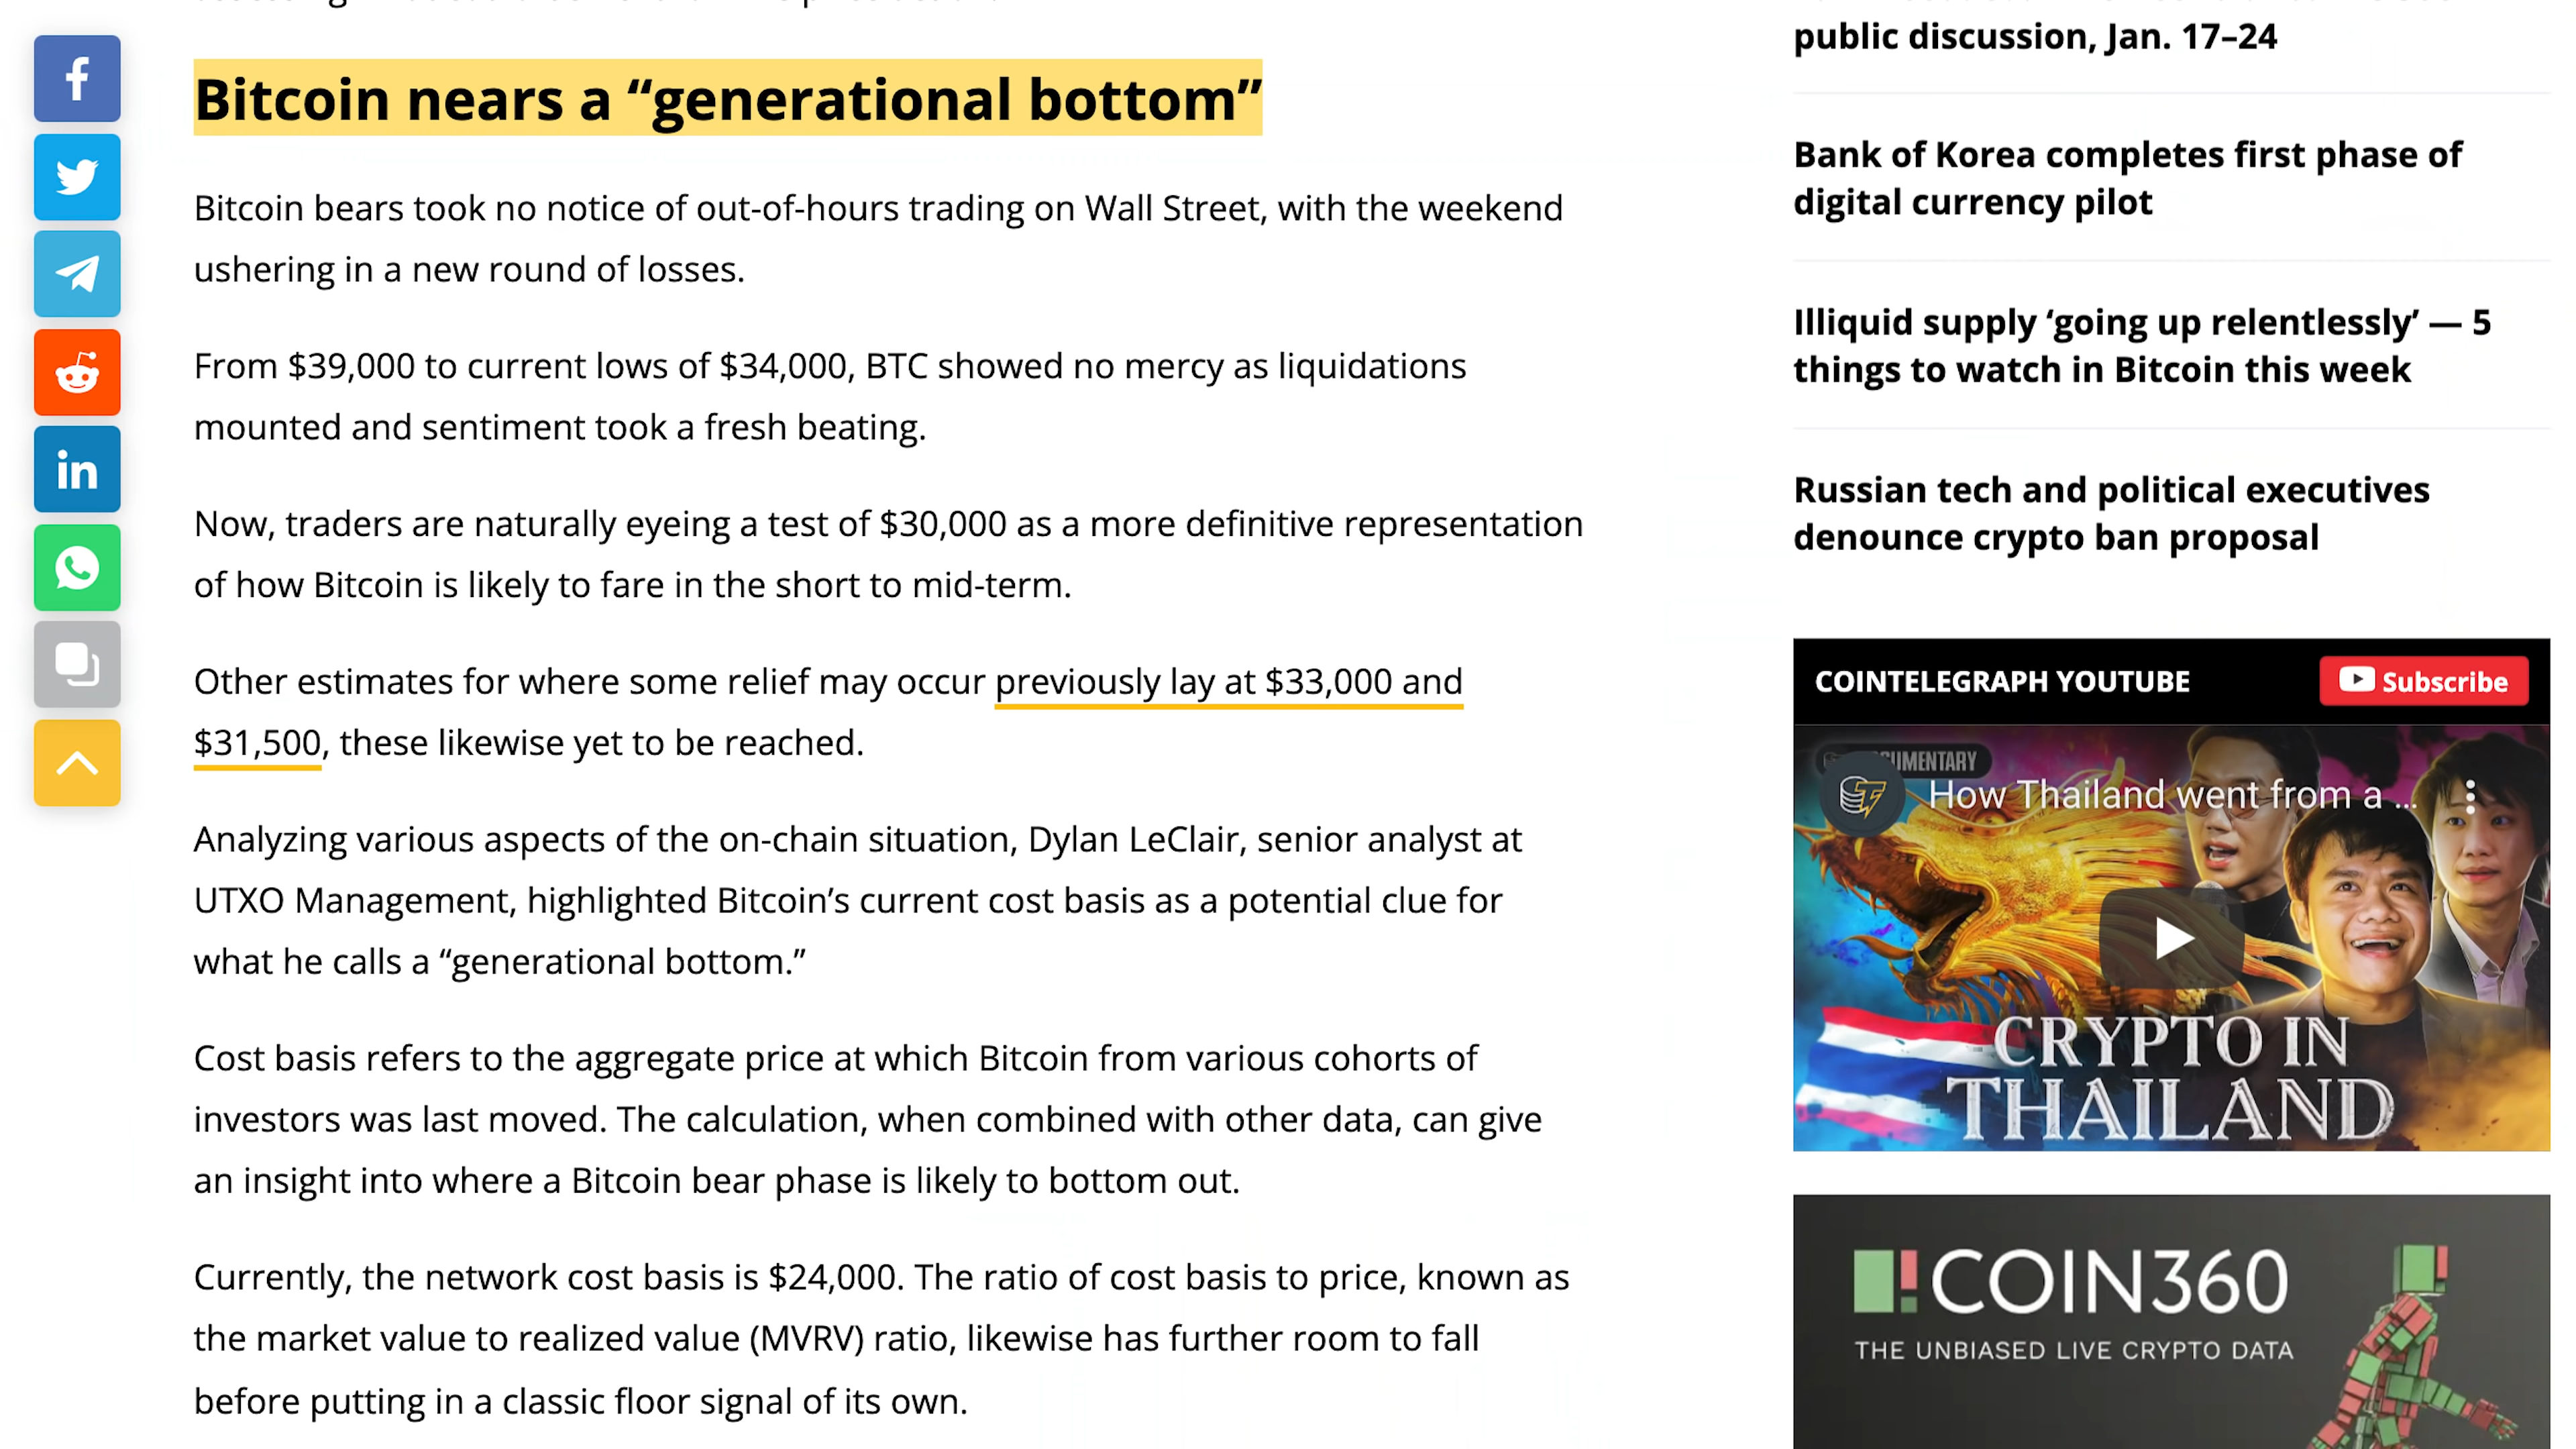 Bitcoin nears a “generational bottom”
Bitcoin bears took no notice of out-of-hours trading on Wall Street, with the weekend
ushering in a new round of losses.
From $39,000 to current lows of $34,000, BTC showed no mercy as liquidations
mounted and sentiment took a fresh beating.
Now, traders are naturally eyeing a test of $30,000 as a more definitive representation
of how Bitcoin is likely to fare in the short to mid-term.
Other estimates for where some relief may occur previously lay at $33,000 and
$31,500, these likewise yet to be reached.
Analyzing various aspects of the on-chain situation, Dylan LeClair, senior analyst at
UTXO Management, highlighted Bitcoin’s current cost basis as a potential clue for
what he calls a “generational bottom.”
Cost basis refers to the aggregate price at which Bitcoin from various cohorts of
investors was last moved. The calculation, when combined with other data, can give
an insight into where a Bitcoin bear phase is likely to bottom out.
Currently, the network cost basis is $24,000. The ratio of cost basis to price, known as
the market value to realized value (MVRV) ratio, likewise has further room to fall
before putting in a classic floor signal of its own.
public discussion, Jan. 17–24
Bank of Korea completes first phase of
digital currency pilot
Illiquid supply ‘going up relentlessly’ — 5
things to watch in Bitcoin this week
Russian tech and political executives
denounce crypto ban proposal
COINTELEGRAPH YOUTUBE
Subscribe
How Thailand went from a ...
CRYPTO IN
THAILAND
COIN360
THE UNBIASED LIVE CRYPTO DATA